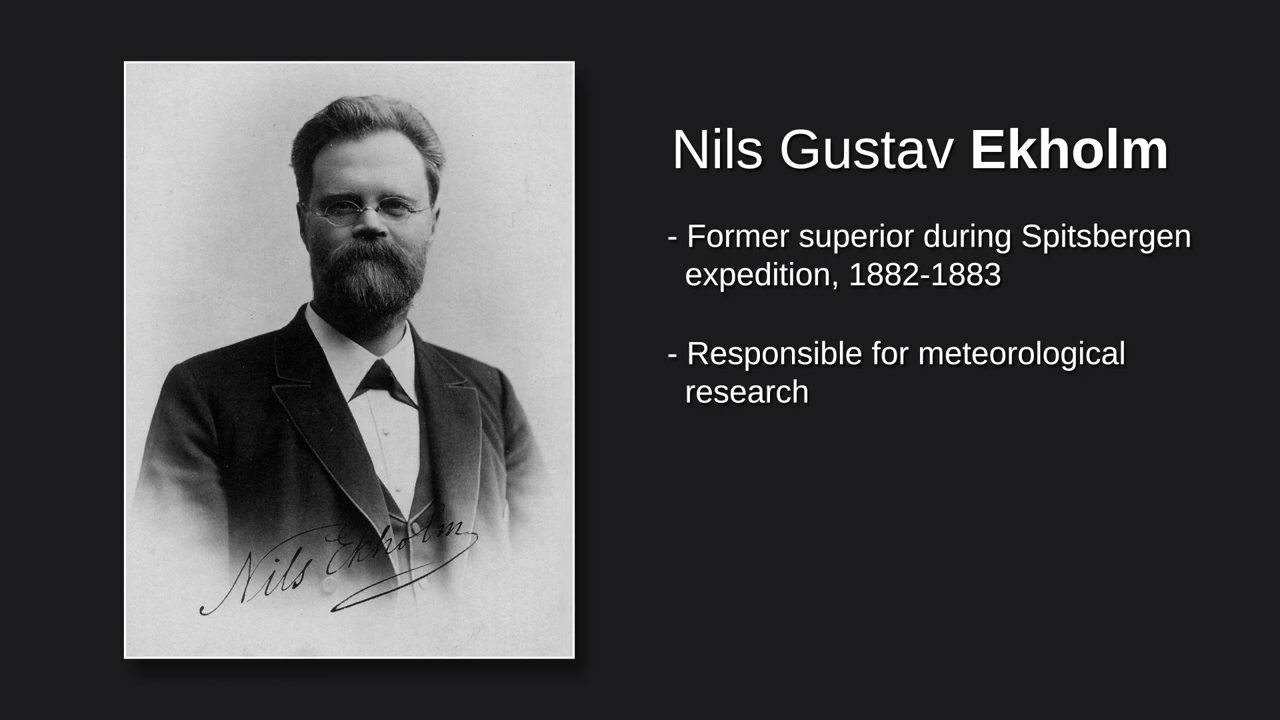 Nils Gustav Ekholm
- Former superior during Spitsbergen
expedition, 1882-1883
- Responsible for meteorological
research
Nils Ekholm